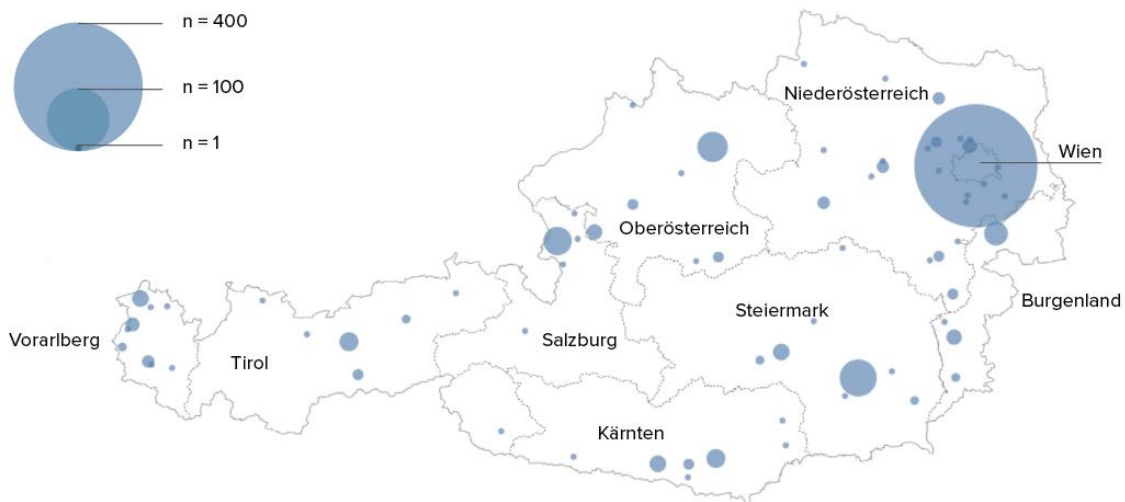 n = 400
n = 100
n = 1
Niederösterreich
Wien
Oberösterreich
Burgenland
Steiermark
Vorarlberg
Salzburg
Tirol
Kärnten